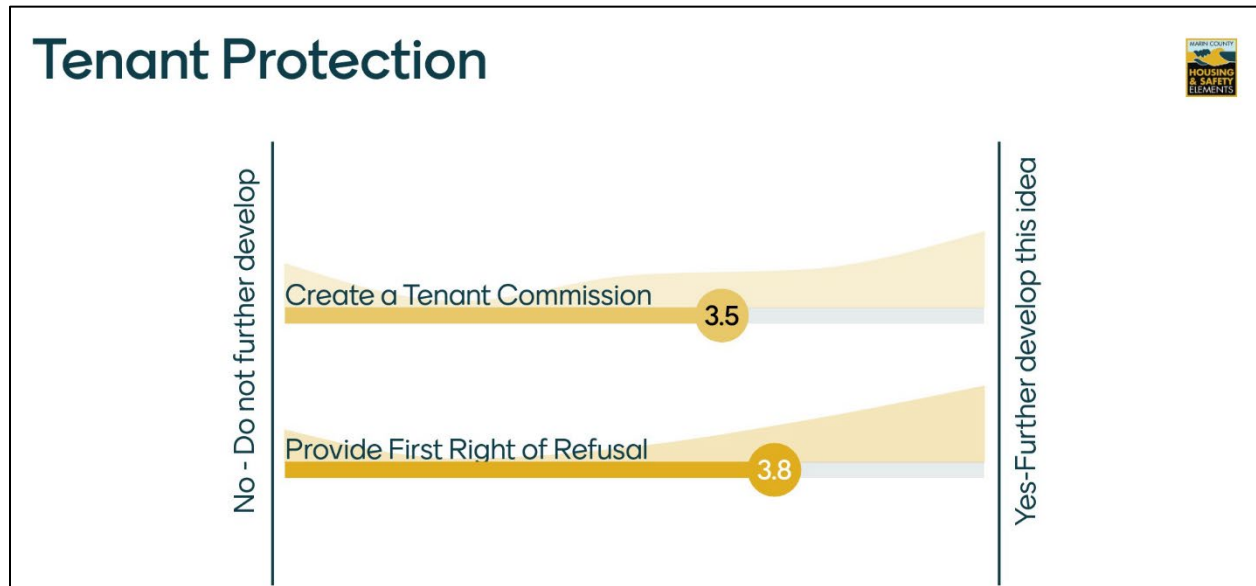 Tenant Protection
MARIN COUNTY
HOUSING
& SAFETY
ELEMENTS
No - Do not further develop
Create a Tenant Commission
3.5
Provide First Right of Refusal
3.8
Yes-Further develop this idea